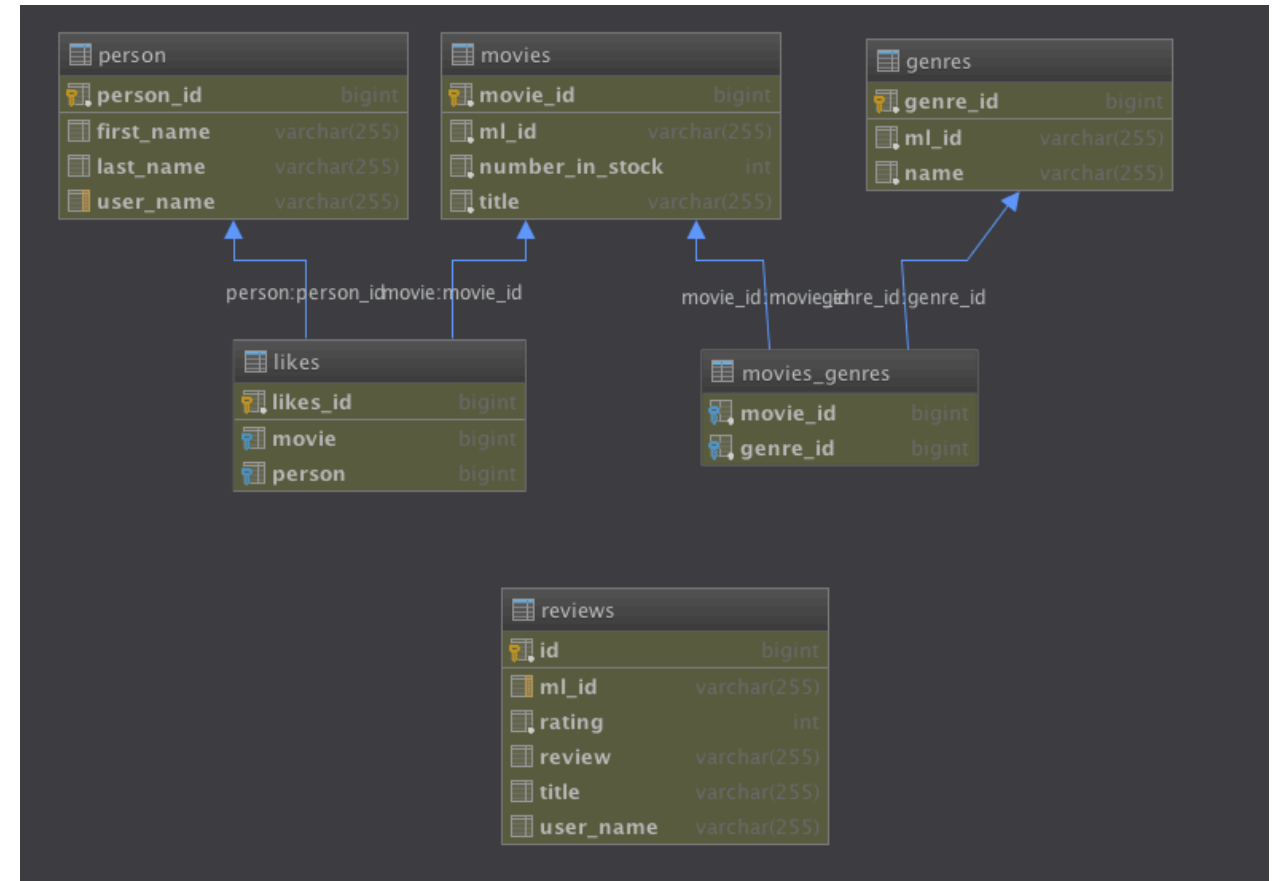 person
person_id bigint
first_name varchar(255)
last_name varchar(255)
user_name varchar(255)
movies
movie_id bigint
ml_id varchar(255)
number_in_stock int
title varchar(255)
genres
genre_id bigint
ml_id varchar(255)
name varchar(255)
person:person_id
movie:movie_id
movie_id:movie_id
genre_id:genre_id
likes
likes_id bigint
movie bigint
person bigint
movies_genres
movie_id bigint
genre_id bigint
reviews
id bigint
ml_id varchar(255)
rating int
review varchar(255)
title varchar(255)
user_name varchar(255)